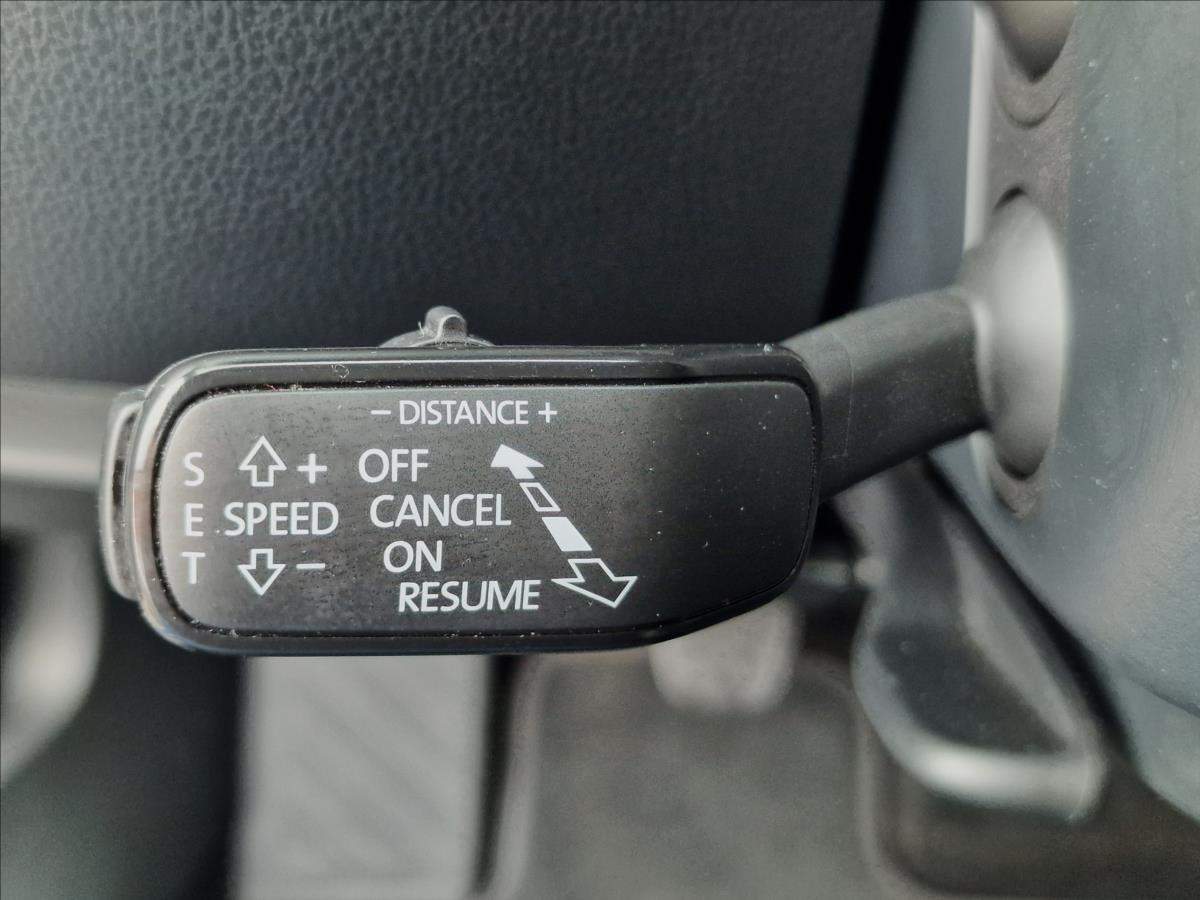 – DISTANCE +
S + OFF
E SPEED CANCEL
T – ON
RESUME